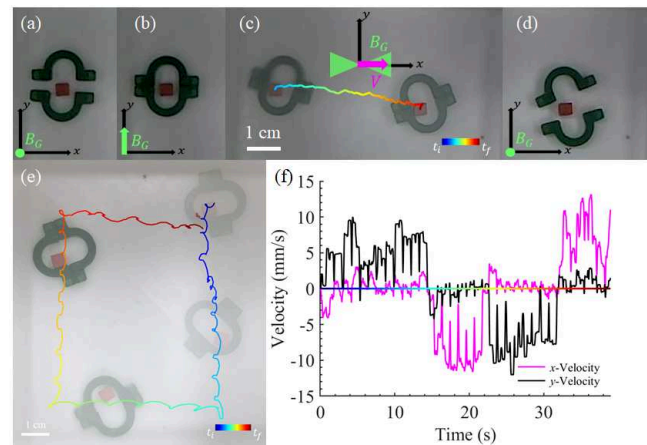 (a)
y
B_G
x
(b)
y
B_G
x
(c)
y
B_G
x
V
1 cm
t_i t_f
(d)
y
B_G
x
(e)
1 cm
t_i t_f
(f)
Velocity (mm/s)
15
10
5
0
-5
-10
-15
x-Velocity
y-Velocity
0 10 20 30
Time (s)